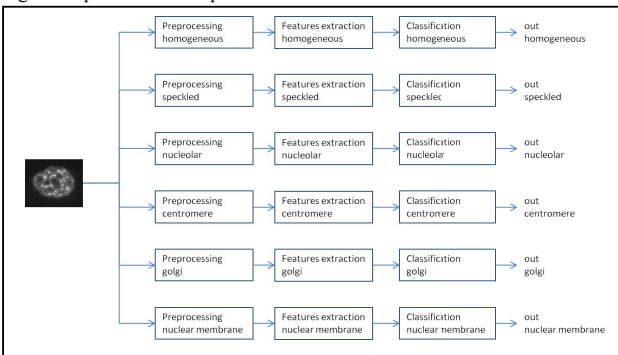 Preprocessing
homogeneous
Features extraction
homogeneous
Classification
homogeneous
out
homogeneous
Preprocessing
speckled
Features extraction
speckled
Classification
speckled
out
speckled
Preprocessing
nucleolar
Features extraction
nucleolar
Classification
nucleolar
out
nucleolar
Preprocessing
centromere
Features extraction
centromere
Classification
centromere
out
centromere
Preprocessing
golgi
Features extraction
golgi
Classification
golgi
out
golgi
Preprocessing
nuclear membrane
Features extraction
nuclear membrane
Classification
nuclear membrane
out
nuclear membrane